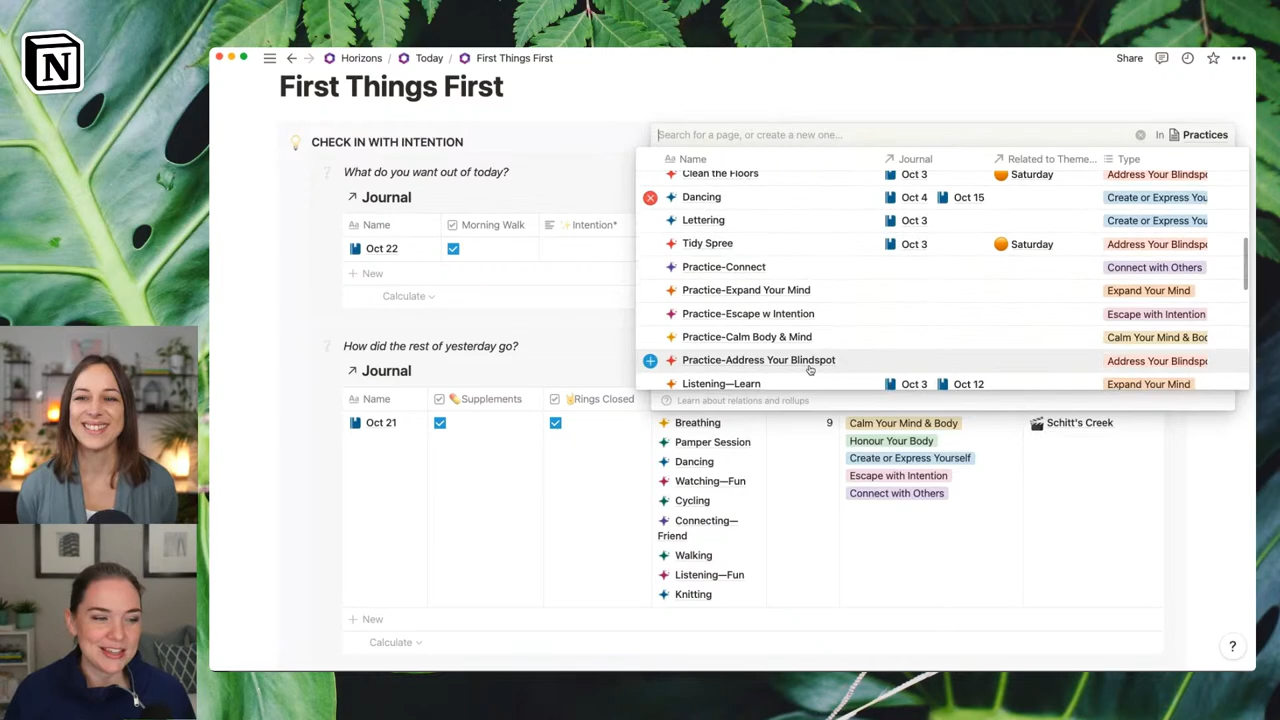 N
Horizons / Today / First Things First
Share
First Things First
CHECK IN WITH INTENTION
What do you want out of today?
Journal
Name Morning Walk ✨Intention*
Oct 22
New
Calculate
Search for a page, or create a new one...
In Practices
Name Journal Related to Theme... Type
Clean the Floors Oct 3 Saturday Address Your Blindspo
Dancing Oct 4 Oct 15 Create or Express You
Lettering Oct 3 Create or Express You
Tidy Spree Oct 3 Saturday Address Your Blindspo
Practice-Connect Connect with Others
Practice-Expand Your Mind Expand Your Mind
Practice-Escape w Intention Escape with Intention
Practice-Calm Body & Mind Calm Your Mind & Bod
Practice-Address Your Blindspot Address Your Blindspo
Listening—Learn Oct 3 Oct 12 Expand Your Mind
Learn about relations and rollups
How did the rest of yesterday go?
Journal
Name 💊Supplements Rings Closed
Oct 21
Breathing
Pamper Session
Dancing
Watching—Fun
Cycling
Connecting—
Friend
Walking
Listening—Fun
Knitting
9
Calm Your Mind & Body
Honour Your Body
Create or Express Yourself
Escape with Intention
Connect with Others
Schitt's Creek
New
Calculate
?